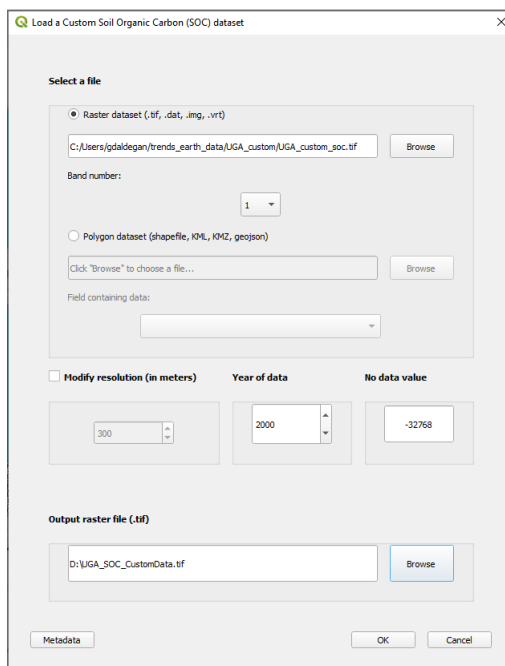 Load a Custom Soil Organic Carbon (SOC) dataset
Select a file
Raster dataset (.tif, .dat, .img, .vrt)
C:/Users/gdaldegan/trends_earth_data/UGA_custom/UGA_custom_soc.tif
Browse
Band number:
1
Polygon dataset (shapefile, KML, KMZ, geojson)
Click "Browse" to choose a file...
Browse
Field containing data:
Modify resolution (in meters)
Year of data
No data value
300
2000
-32768
Output raster file (.tif)
D:\UGA_SOC_CustomData.tif
Browse
Metadata
OK
Cancel